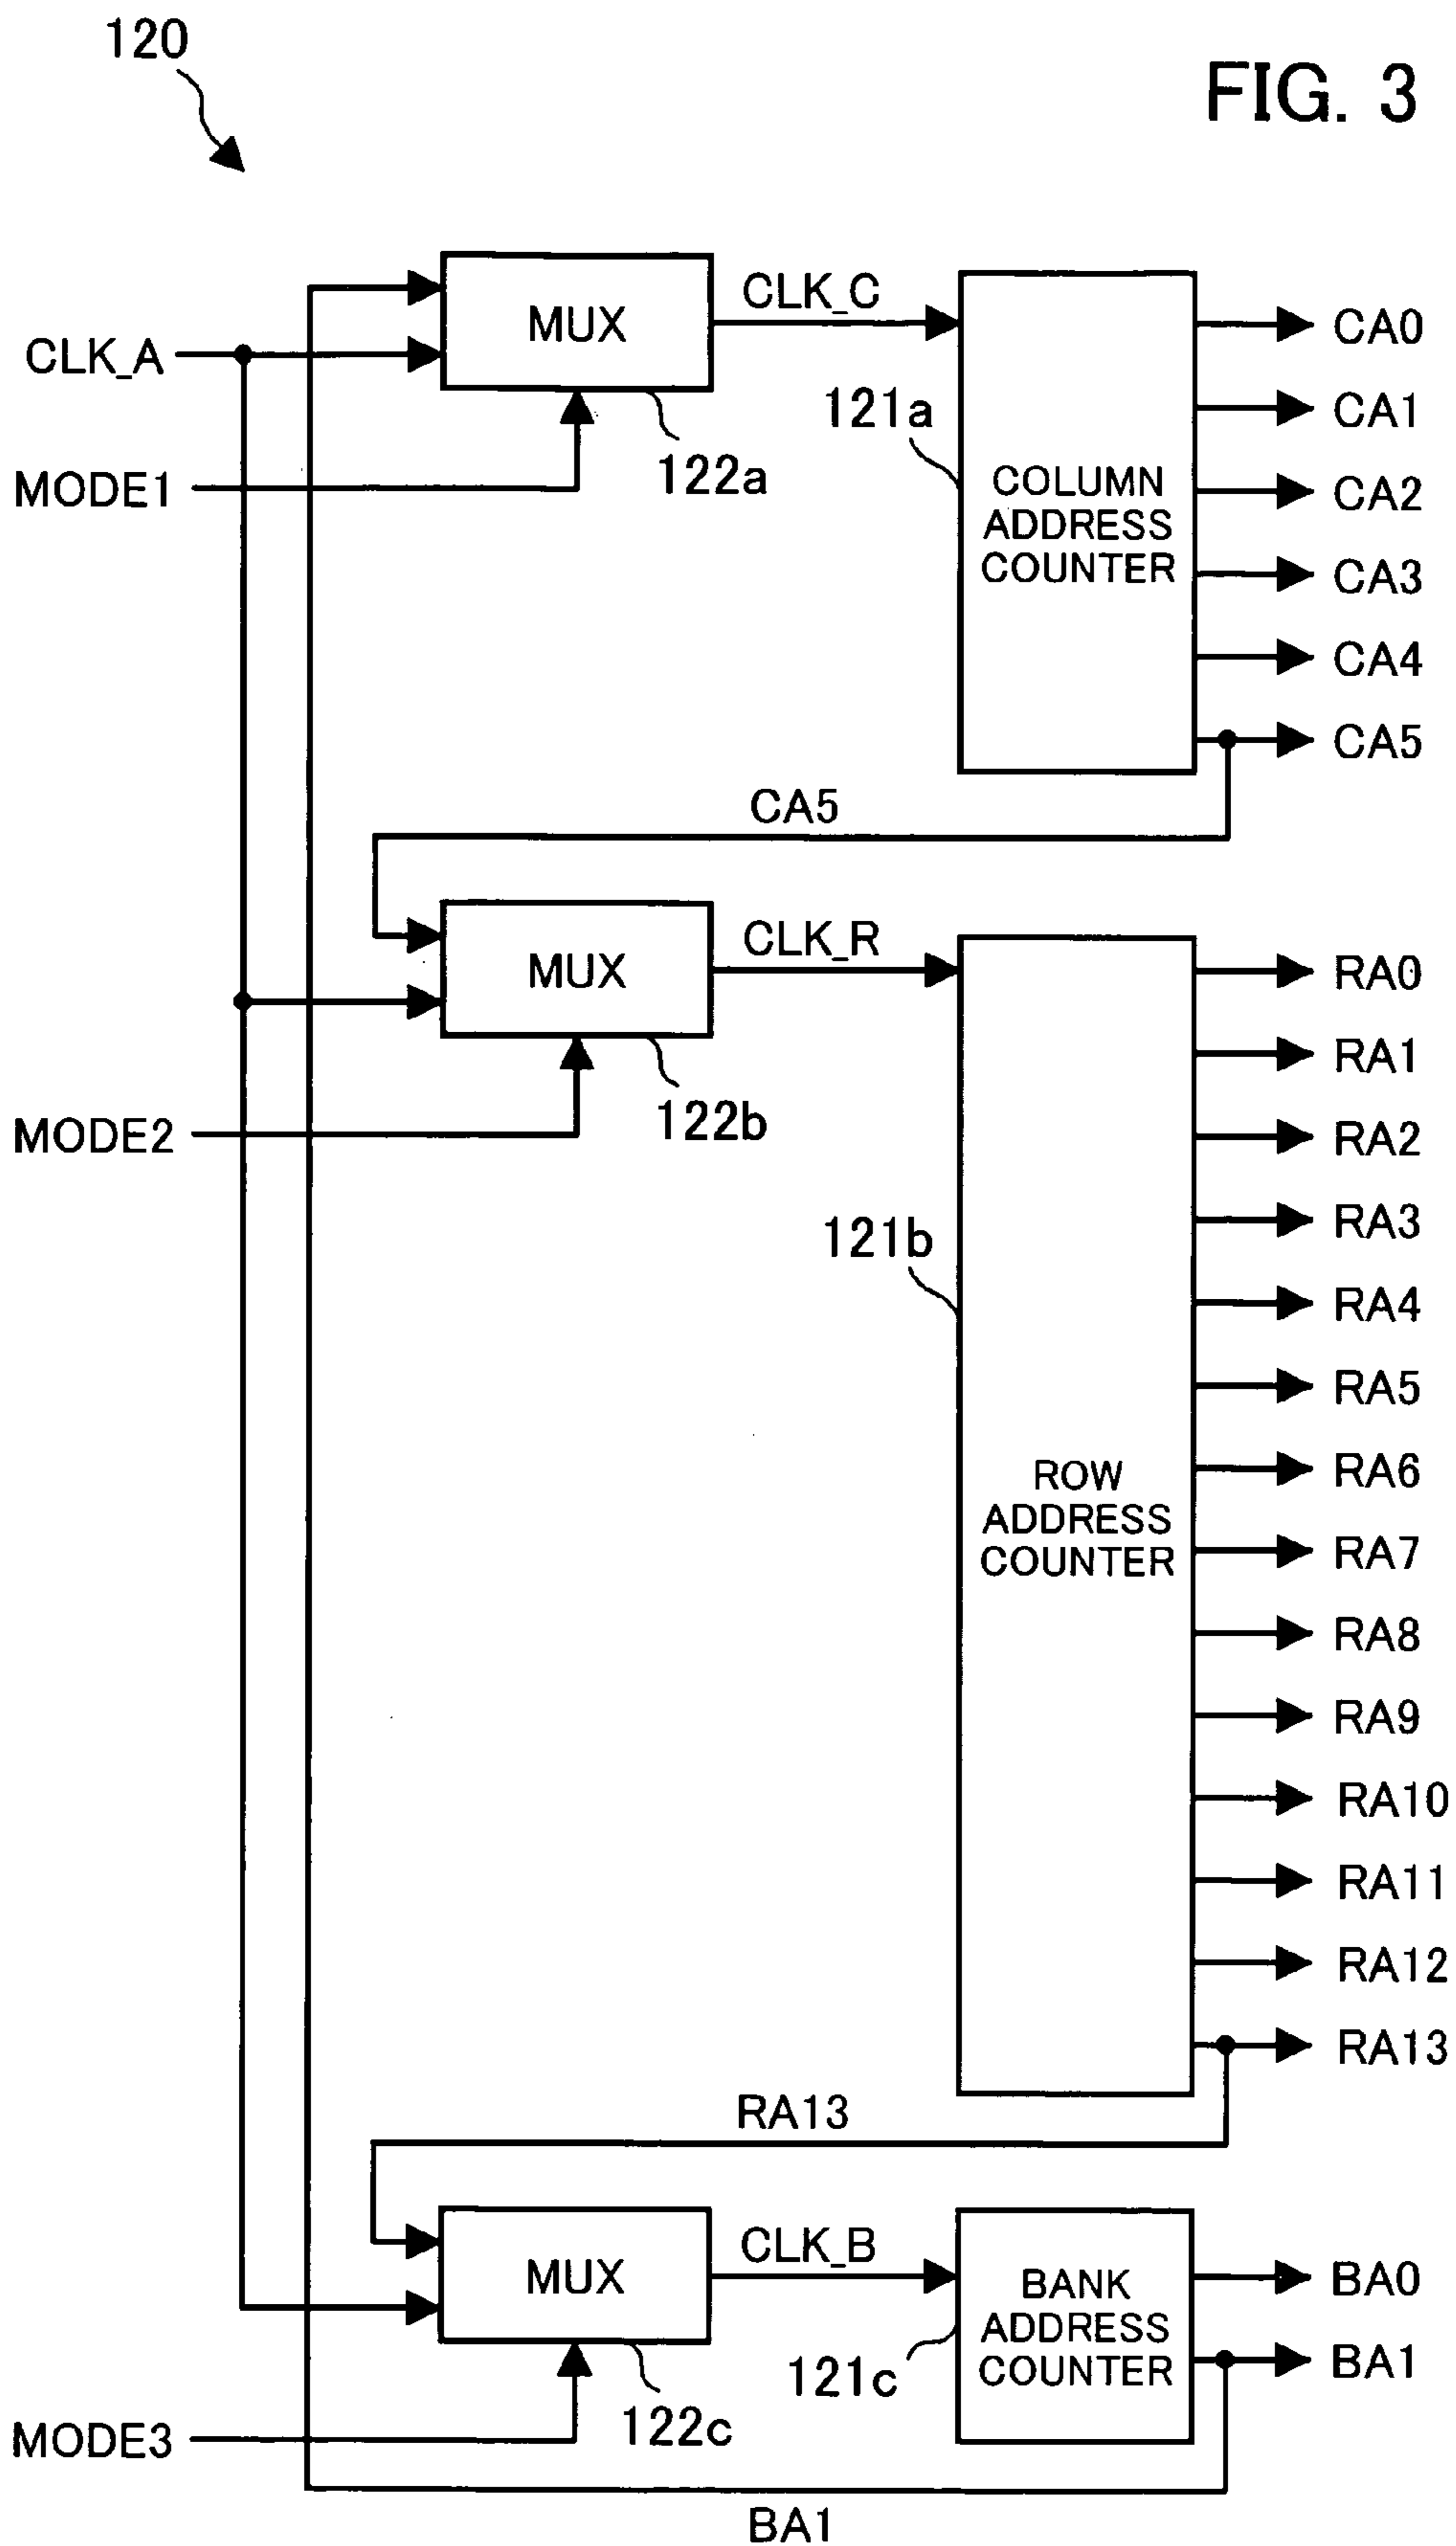 120
FIG. 3
MUX
CLK_C
CA0
CLK_A
CA1
121a
122a
MODE1
COLUMN
ADDRESS
COUNTER
CA2
CA3
CA4
CA5
CA5
MUX
CLK_R
RA0
RA1
MODE2
122b
RA2
121b
RA3
RA4
RA5
ROW
ADDRESS
COUNTER
RA6
RA7
RA8
RA9
RA10
RA11
RA12
RA13
RA13
MUX
CLK_B
BANK
ADDRESS
COUNTER
BA0
BA1
121c
122c
MODE3
BA1